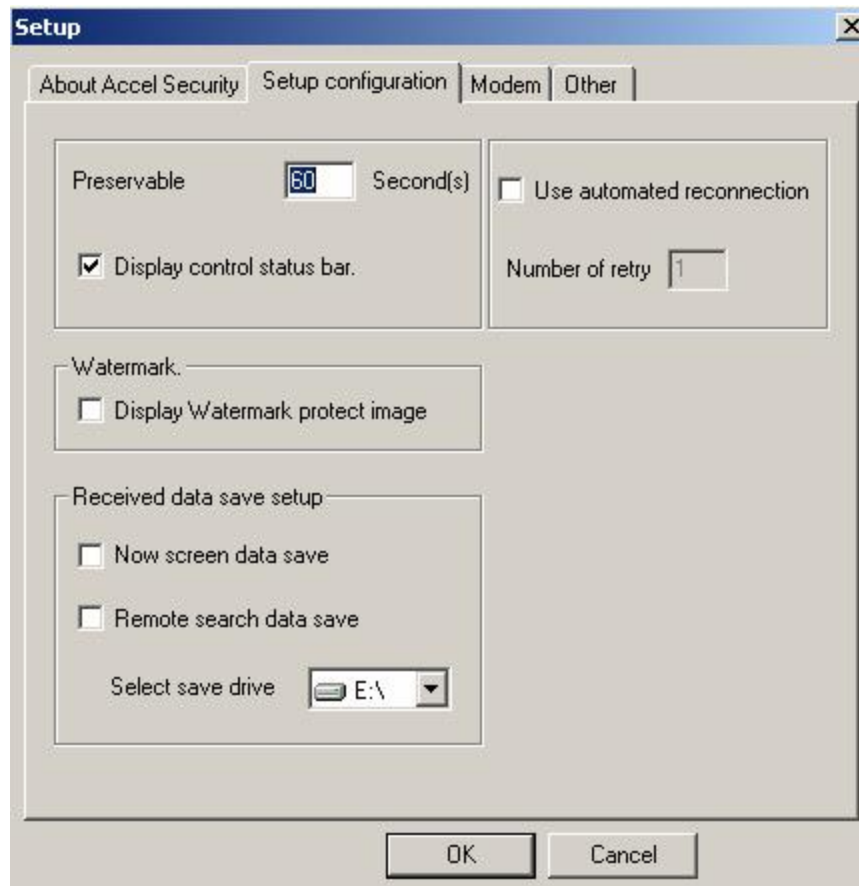 Setup
About Accel Security
Setup configuration
Modem
Other
Preservable 60 Second(s)
Display control status bar.
Use automated reconnection
Number of retry 1
Watermark.
Display Watermark protect image
Received data save setup
Now screen data save
Remote search data save
Select save drive E:\
OK
Cancel